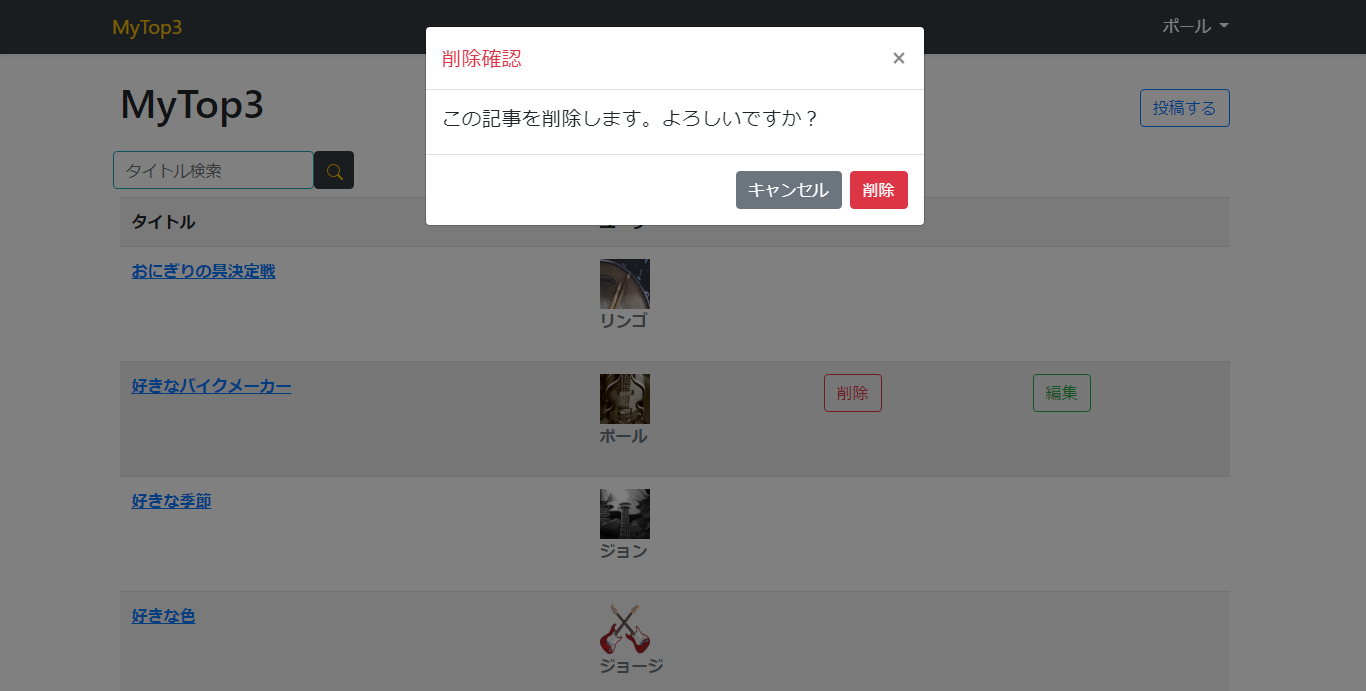 MyTop3
ポール
削除確認
×
この記事を削除します。よろしいですか？
キャンセル
削除
MyTop3
投稿する
タイトル検索
タイトル
おにぎりの具決定戦
リンゴ
好きなバイクメーカー
ポール
削除
編集
好きな季節
ジョン
好きな色
ジョージ